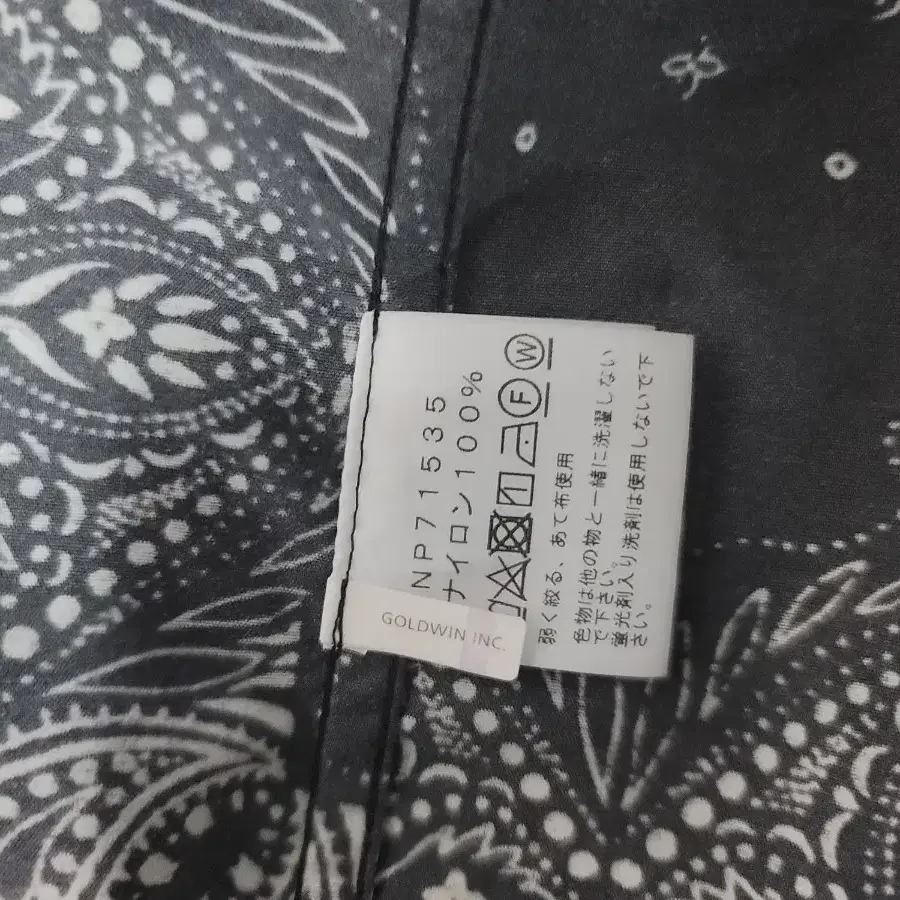 NP71535
ナイロン100%
F
W
弱く絞る、あて布使用
色物は他の物と一緒に洗濯しない
で下さい。
蛍光剤入り洗剤は使用しないで下
さい。
GOLDWIN INC.